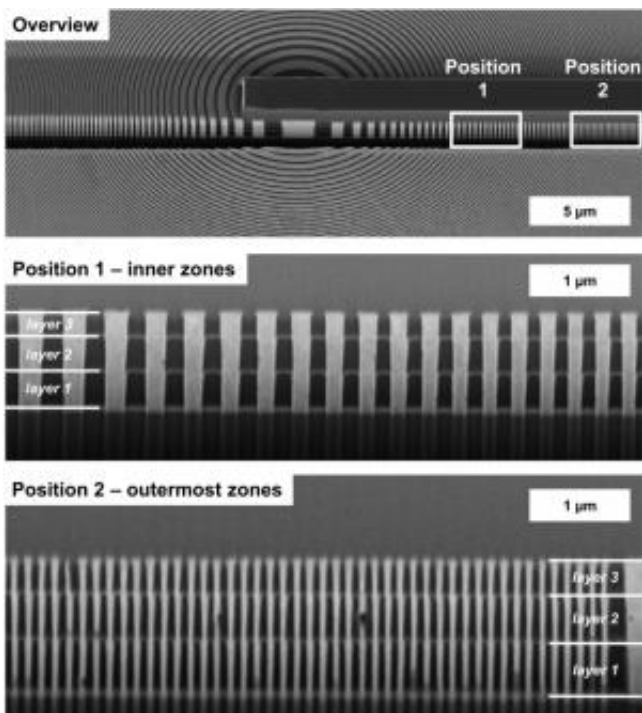 Overview
Position
1
Position
2
5 µm
Position 1 – inner zones
1 µm
layer 3
layer 2
layer 1
Position 2 – outermost zones
1 µm
layer 3
layer 2
layer 1